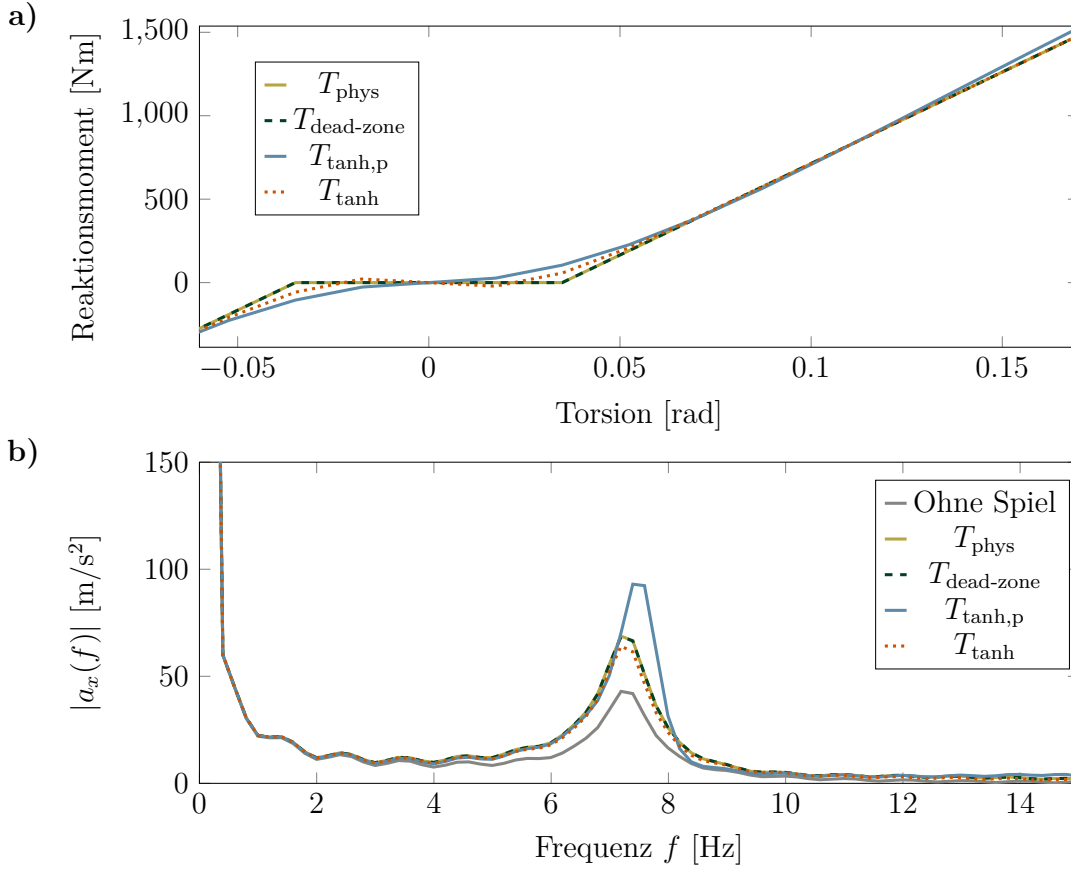 a)
1,500
1,000
500
0
Reaktionsmoment [Nm]
T_phys
T_dead-zone
T_tanh,p
T_tanh
−0.05 0 0.05 0.1 0.15
Torsion [rad]
b)
150
100
50
0
|a_x(f)| [m/s²]
Ohne Spiel
T_phys
T_dead-zone
T_tanh,p
T_tanh
0 2 4 6 8 10 12 14
Frequenz f [Hz]